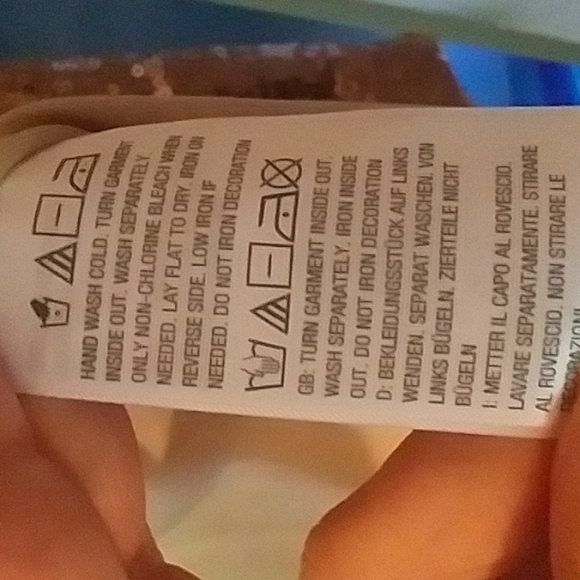 HAND WASH COLD. TURN GARMENT
INSIDE OUT. WASH SEPARATELY.
ONLY NON-CHLORINE BLEACH WHEN
NEEDED. LAY FLAT TO DRY. IRON ON
REVERSE SIDE. LOW IRON IF
NEEDED. DO NOT IRON DECORATION
GB: TURN GARMENT INSIDE OUT.
WASH SEPARATELY. IRON INSIDE
OUT. DO NOT IRON DECORATION
D: BEKLEIDUNGSSTÜCK AUF LINKS
WENDEN. SEPARAT WASCHEN. VON
LINKS BÜGELN. ZIERTEILE NICHT
BÜGELN
I: METTER IL CAPO AL ROVESCIO.
LAVARE SEPARATAMENTE. STIRARE
AL ROVESCIO. NON STIRARE LE
DECORAZIONI